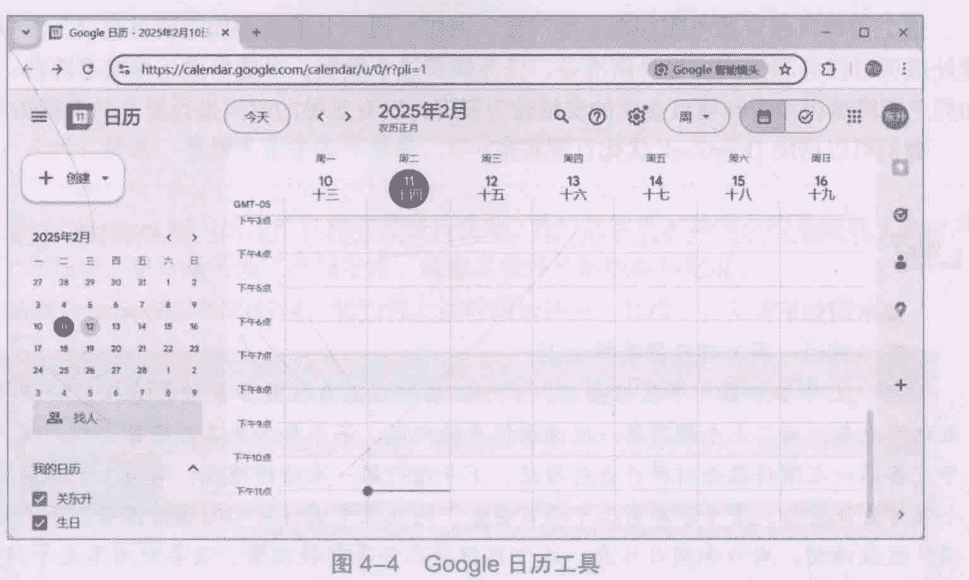 Google 日历 - 2025年2月10日
https://calendar.google.com/calendar/u/0/r?pli=1
Google 智能镜头
日历
今天
2025年2月
农历正月
周
创建
周一 周二 周三 周四 周五 周六 周日
10 11 12 13 14 15 16
十三 十四 十五 十六 十七 十八 十九
GMT-05
下午3点
下午4点
下午5点
下午6点
下午7点
下午8点
下午9点
下午10点
下午11点
2025年2月
一 二 三 四 五 六 日
27 28 29 30 31 1 2
3 4 5 6 7 8 9
10 11 12 13 14 15 16
17 18 19 20 21 22 23
24 25 26 27 28 1 2
3 4 5 6 7 8 9
找人
我的日历
关东升
生日
图 4-4 Google 日历工具